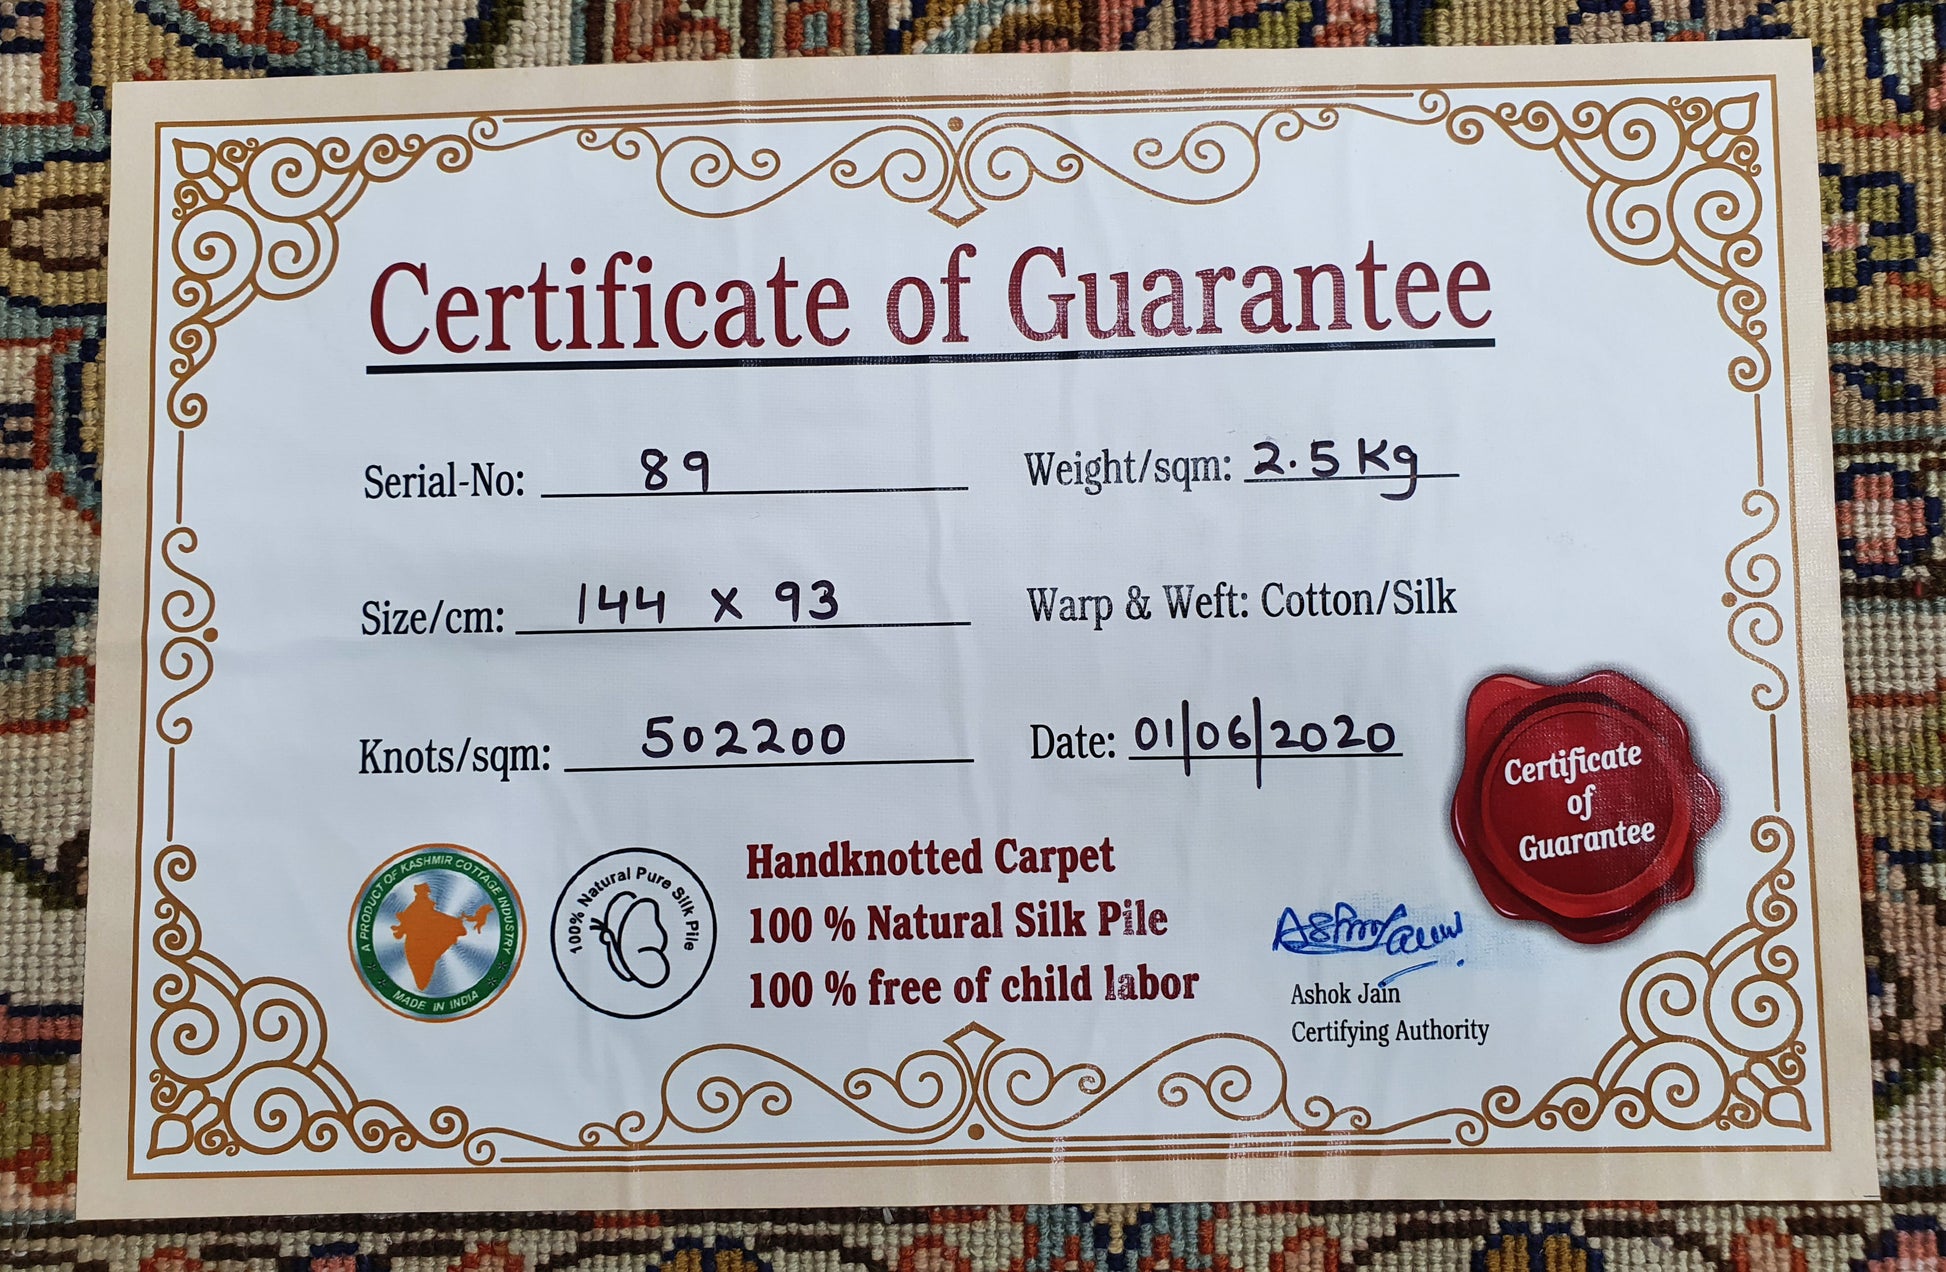 Certificate of Guarantee
Serial-No: 89
Weight/sqm: 2.5 Kg
Size/cm: 144 x 93
Warp & Weft: Cotton/Silk
Knots/sqm: 502200
Date: 01|06|2020
A PRODUCT OF KASHMIR COTTAGE INDUSTRY
MADE IN INDIA
100% Natural Pure Silk Pile
Handknotted Carpet
100 % Natural Silk Pile
100 % free of child labor
Certificate
of
Guarantee
Ashok Jain
Certifying Authority